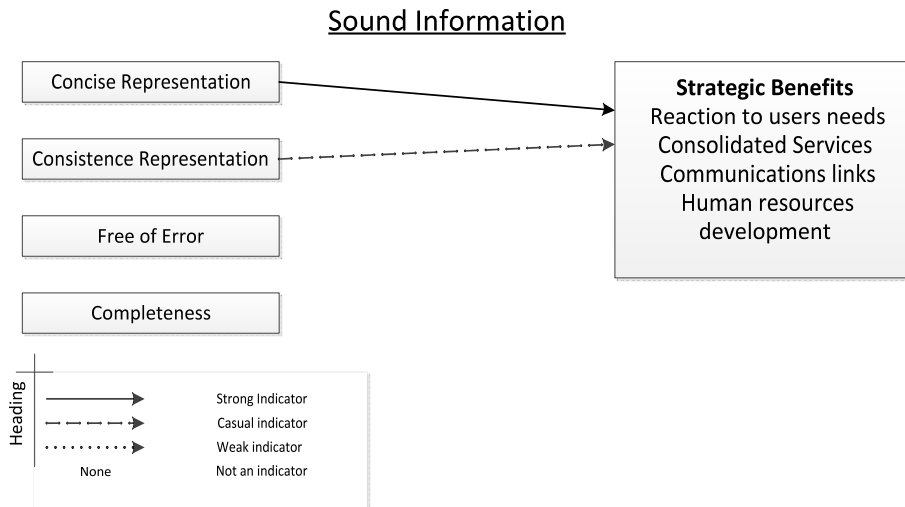 Sound Information
Concise Representation
Consistence Representation
Free of Error
Completeness
Strategic Benefits
Reaction to users needs
Consolidated Services
Communications links
Human resources
development
Heading
Strong Indicator
Casual indicator
Weak indicator
None Not an indicator